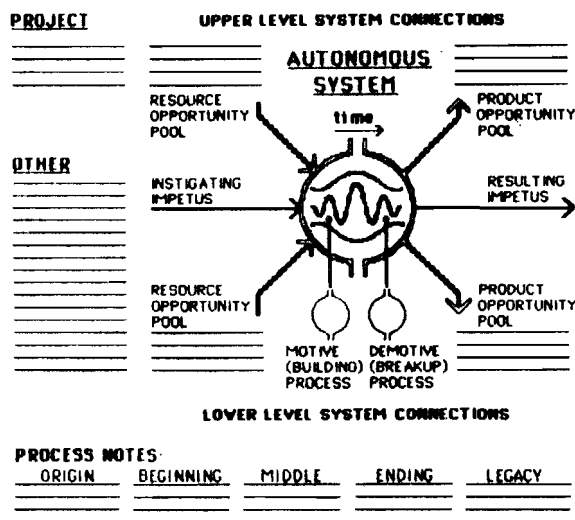 PROJECT
UPPER LEVEL SYSTEM CONNECTIONS
AUTONOMOUS
SYSTEM
RESOURCE
OPPORTUNITY
POOL
time
PRODUCT
OPPORTUNITY
POOL
OTHER
INSTIGATING
IMPETUS
RESULTING
IMPETUS
RESOURCE
OPPORTUNITY
POOL
PRODUCT
OPPORTUNITY
POOL
MOTIVE
(BUILDING)
PROCESS
DEMOTIVE
(BREAKUP)
PROCESS
LOWER LEVEL SYSTEM CONNECTIONS
PROCESS NOTES:
ORIGIN BEGINNING MIDDLE ENDING LEGACY